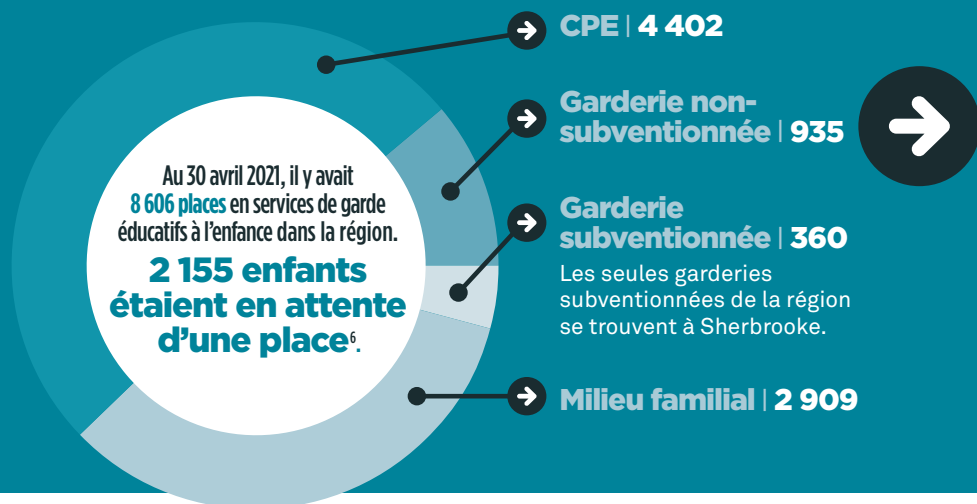 Au 30 avril 2021, il y avait
8 606 places en services de garde
éducatifs à l'enfance dans la région.
2 155 enfants
étaient en attente
d'une place⁶.
CPE | 4 402
Garderie non-
subventionnée | 935
Garderie
subventionnée | 360
Les seules garderies
subventionnées de la région
se trouvent à Sherbrooke.
Milieu familial | 2 909